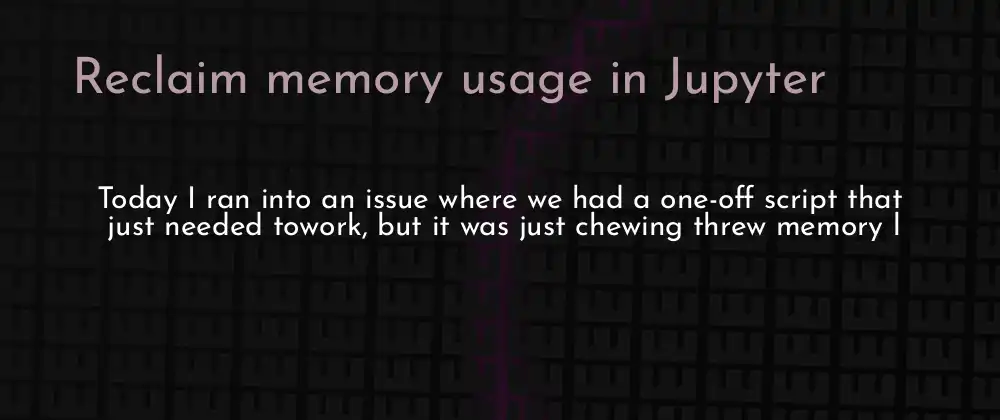 Reclaim memory usage in Jupyter
Today I ran into an issue where we had a one-off script that
just needed towork, but it was just chewing threw memory l